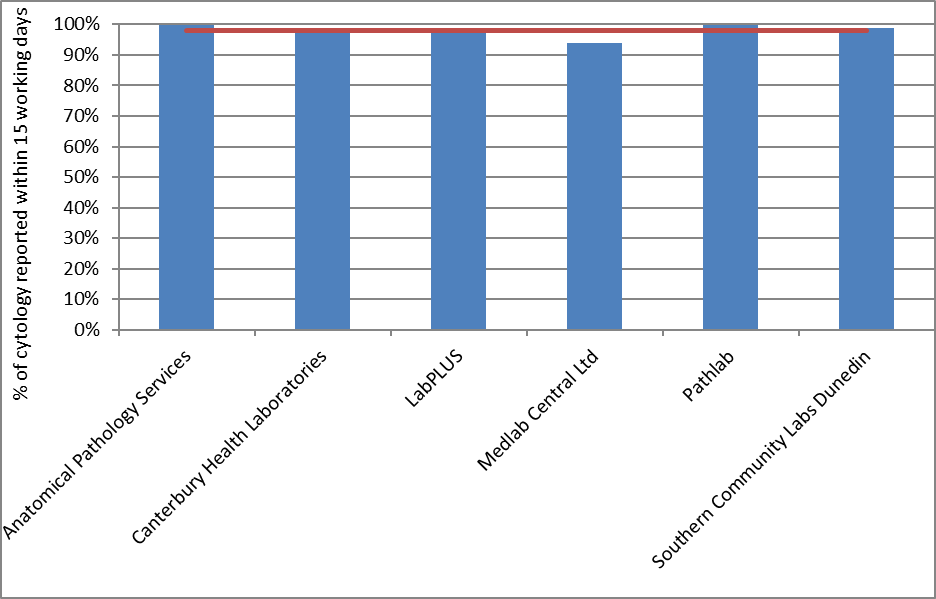 % of cytology reported within 15 working days
100%
90%
80%
70%
60%
50%
40%
30%
20%
10%
0%
Anatomical Pathology Services
Canterbury Health Laboratories
LabPLUS
Medlab Central Ltd
Pathlab
Southern Community Labs Dunedin